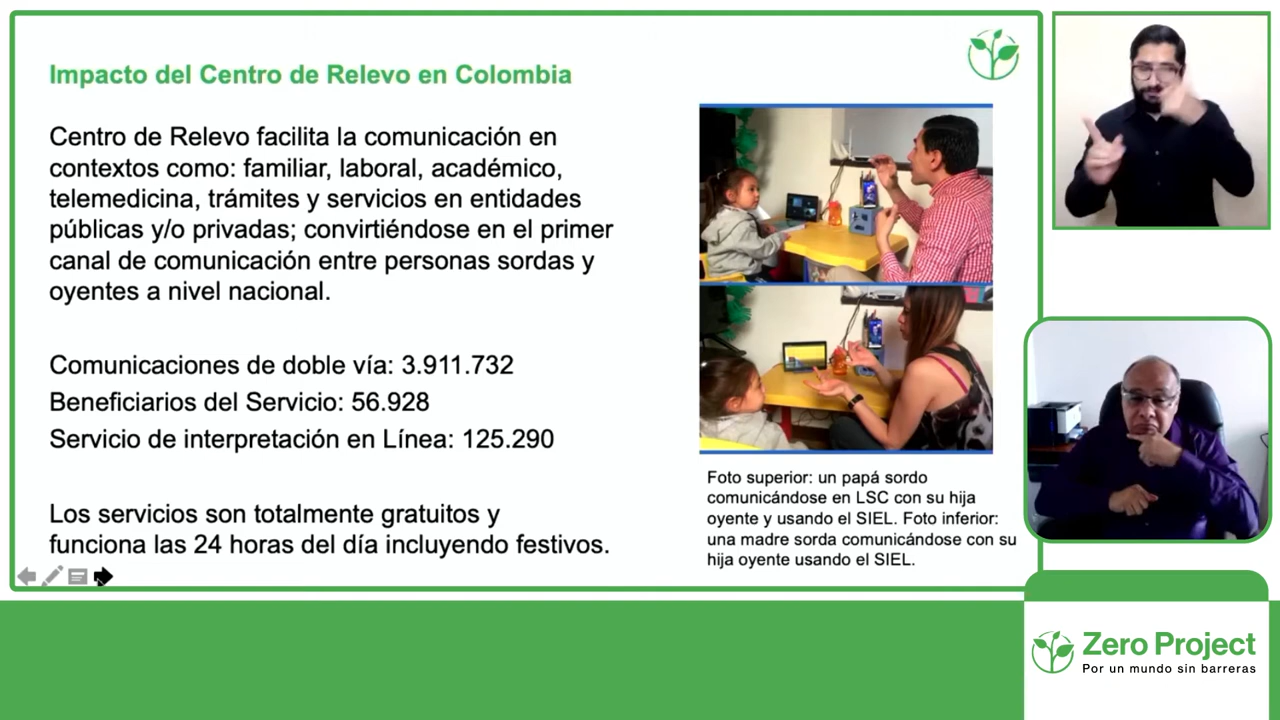 Impacto del Centro de Relevo en Colombia
Centro de Relevo facilita la comunicación en
contextos como: familiar, laboral, académico,
telemedicina, trámites y servicios en entidades
públicas y/o privadas; convirtiéndose en el primer
canal de comunicación entre personas sordas y
oyentes a nivel nacional.
Comunicaciones de doble vía: 3.911.732
Beneficiarios del Servicio: 56.928
Servicio de interpretación en Línea: 125.290
Los servicios son totalmente gratuitos y
funciona las 24 horas del día incluyendo festivos.
Foto superior: un papá sordo
comunicándose en LSC con su hija
oyente y usando el SIEL. Foto inferior:
una madre sorda comunicándose con su
hija oyente usando el SIEL.
Zero Project
Por un mundo sin barreras